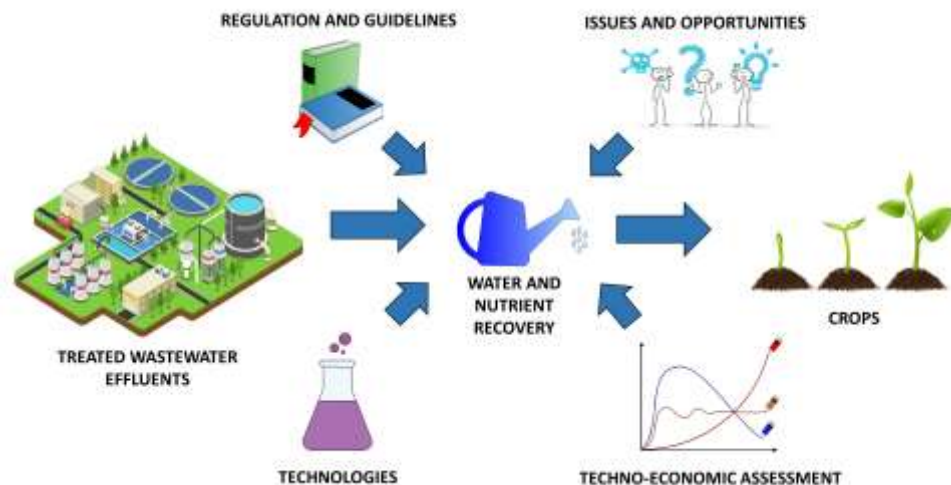 REGULATION AND GUIDELINES
ISSUES AND OPPORTUNITIES
WATER AND
NUTRIENT
RECOVERY
CROPS
TREATED WASTEWATER
EFFLUENTS
TECHNOLOGIES
TECHNO-ECONOMIC ASSESSMENT